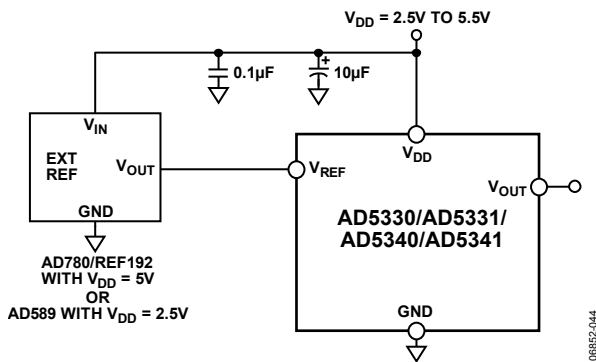 V_DD = 2.5V TO 5.5V
0.1µF
+
10µF
V_IN
EXT
REF
V_OUT
GND
V_REF
V_DD
V_OUT
AD5330/AD5331/
AD5340/AD5341
GND
AD780/REF192
WITH V_DD = 5V
OR
AD589 WITH V_DD = 2.5V
06852-044